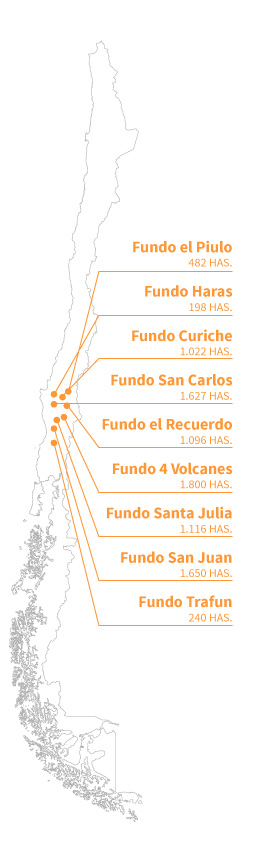 Fundo el Piulo
482 HAS.
Fundo Haras
198 HAS.
Fundo Curiche
1.022 HAS.
Fundo San Carlos
1.627 HAS.
Fundo el Recuerdo
1.096 HAS.
Fundo 4 Volcanes
1.800 HAS.
Fundo Santa Julia
1.116 HAS.
Fundo San Juan
1.650 HAS.
Fundo Trafun
240 HAS.